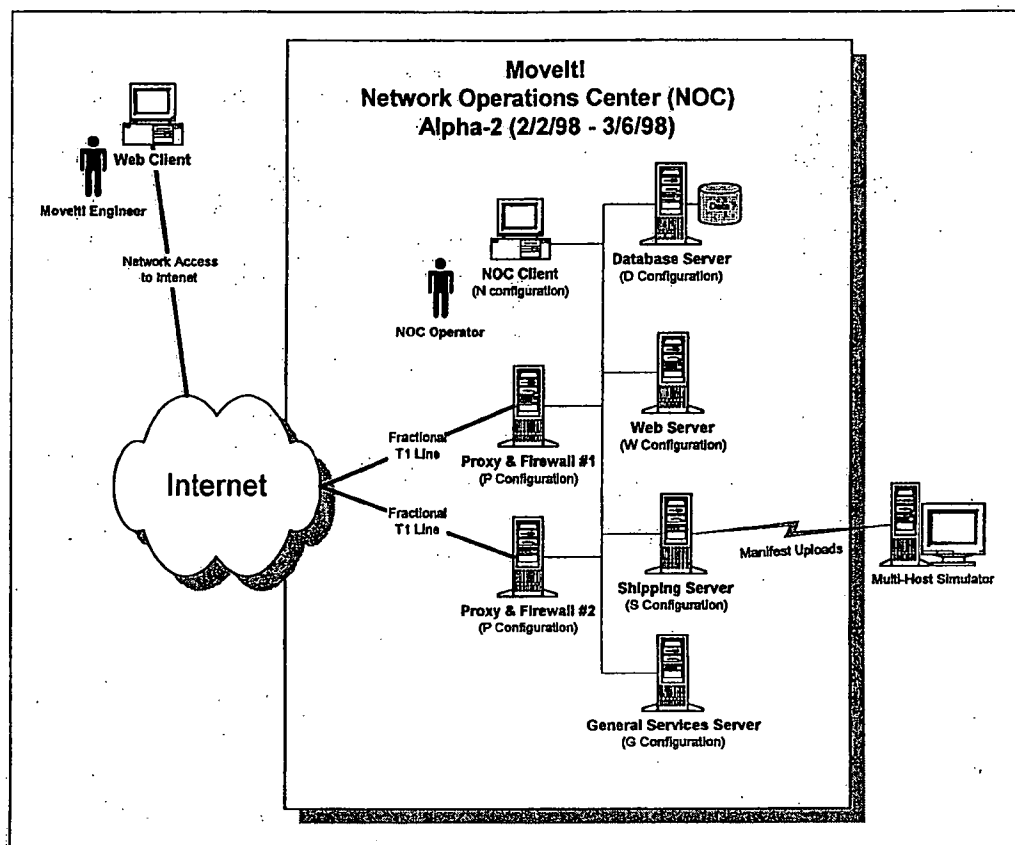 MoveIt!
Network Operations Center (NOC)
Alpha-2 (2/2/98 - 3/6/98)
Web Client
MoveIt! Engineer
Network Access
to Internet
Data
Database Server
(D Configuration)
NOC Client
(N configuration)
NOC Operator
Web Server
(W Configuration)
Fractional
T1 Line
Proxy & Firewall #1
(P Configuration)
Internet
Fractional
T1 Line
Manifest Uploads
Multi-Host Simulator
Shipping Server
(S Configuration)
Proxy & Firewall #2
(P Configuration)
General Services Server
(G Configuration)